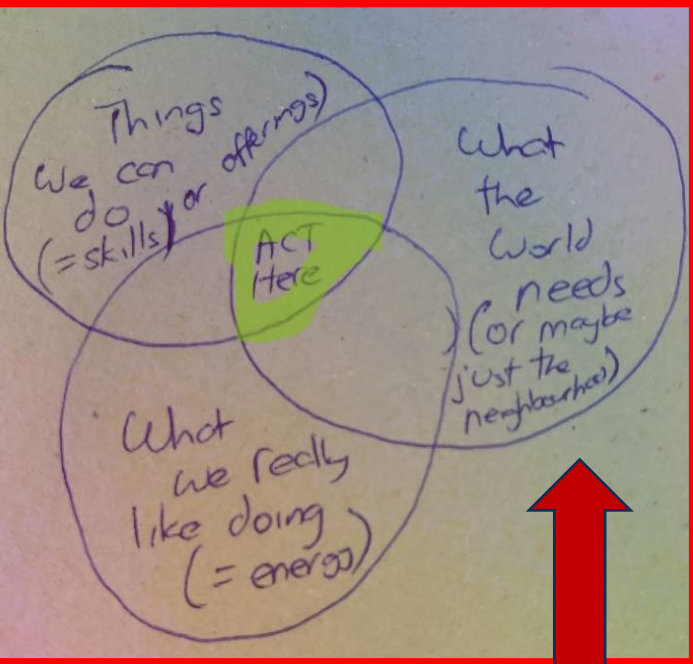 Things
we can
do or offerings)
(=skills)
ACT
Here
What
the
world
needs
(or maybe
just the
neighbourhood)
What
we really
like doing
(= energy)